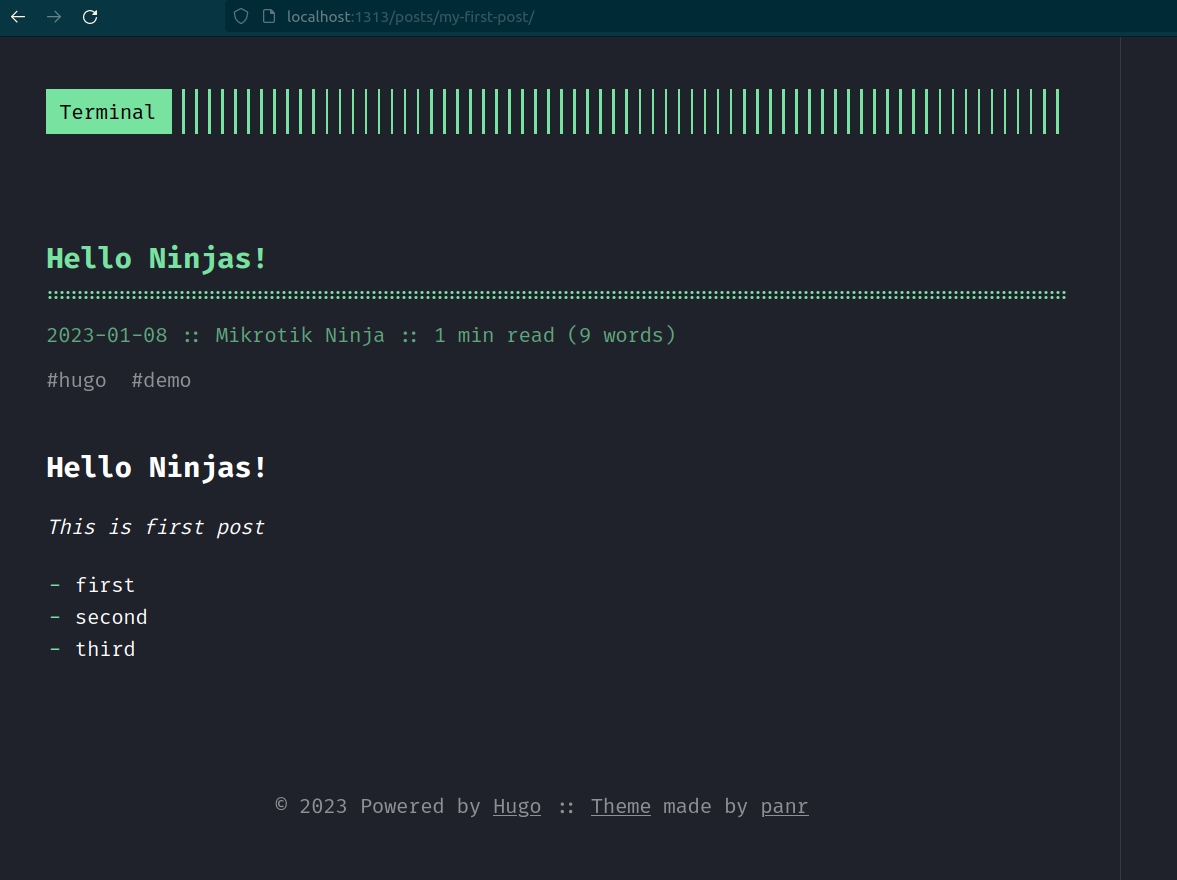 localhost:1313/posts/my-first-post/
Terminal
Hello Ninjas!
2023-01-08 :: Mikrotik Ninja :: 1 min read (9 words)
#hugo #demo
Hello Ninjas!
This is first post
- first
- second
- third
© 2023 Powered by Hugo :: Theme made by panr